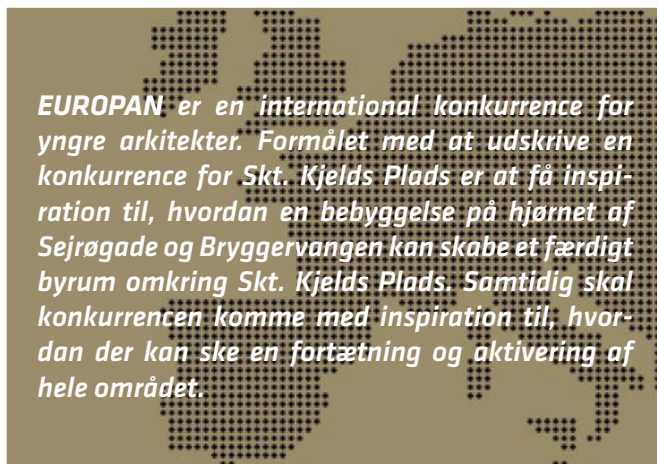 EUROPAN er en international konkurrence for
yngre arkitekter. Formålet med at udskrive en
konkurrence for Skt. Kjelds Plads er at få inspi-
ration til, hvordan en bebyggelse på hjørnet af
Sejrøgade og Bryggervangen kan skabe et færdigt
byrum omkring Skt. Kjelds Plads. Samtidig skal
konkurrencen komme med inspiration til, hvor-
dan der kan ske en fortætning og aktivering af
hele området.